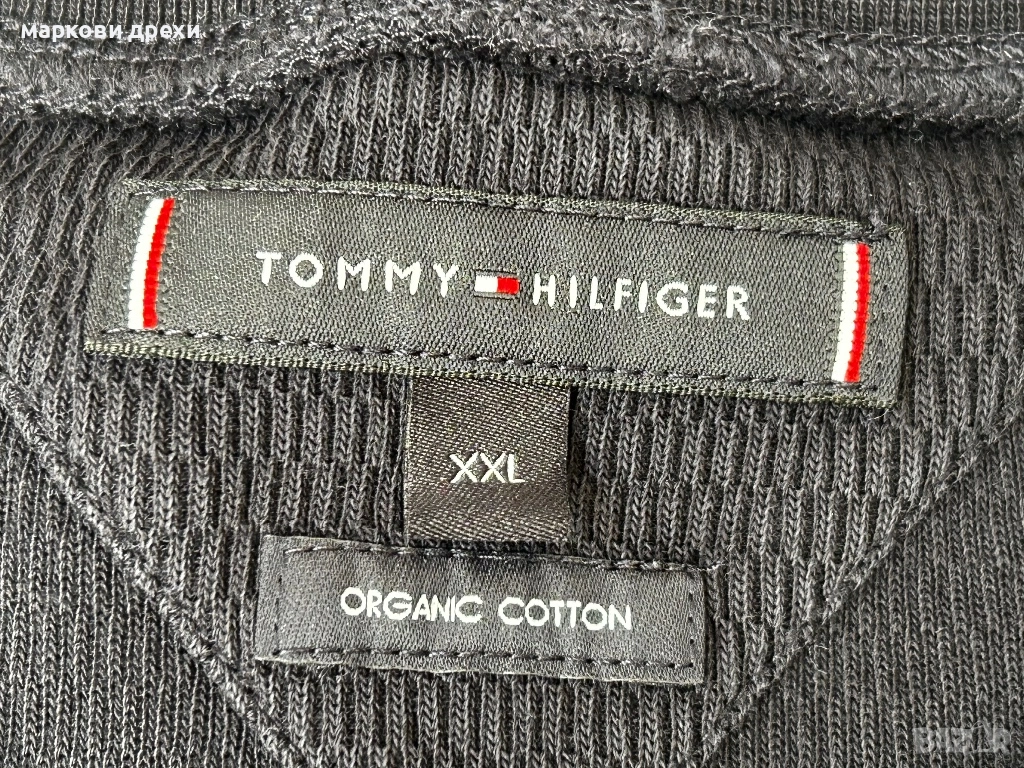 маркови дрехи
TOMMY HILFIGER
XXL
ORGANIC COTTON